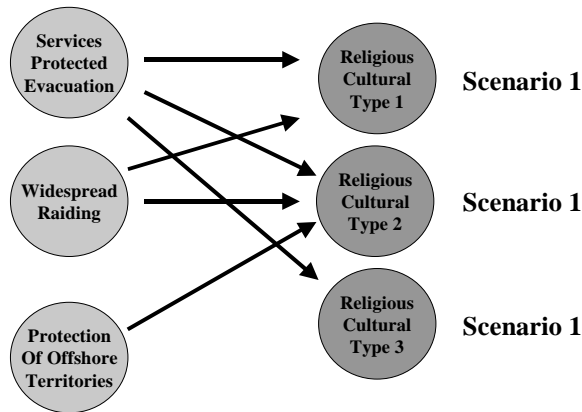 Services
Protected
Evacuation
Religious
Cultural
Type 1
Scenario 1
Widespread
Raiding
Religious
Cultural
Type 2
Scenario 1
Protection
Of Offshore
Territories
Religious
Cultural
Type 3
Scenario 1